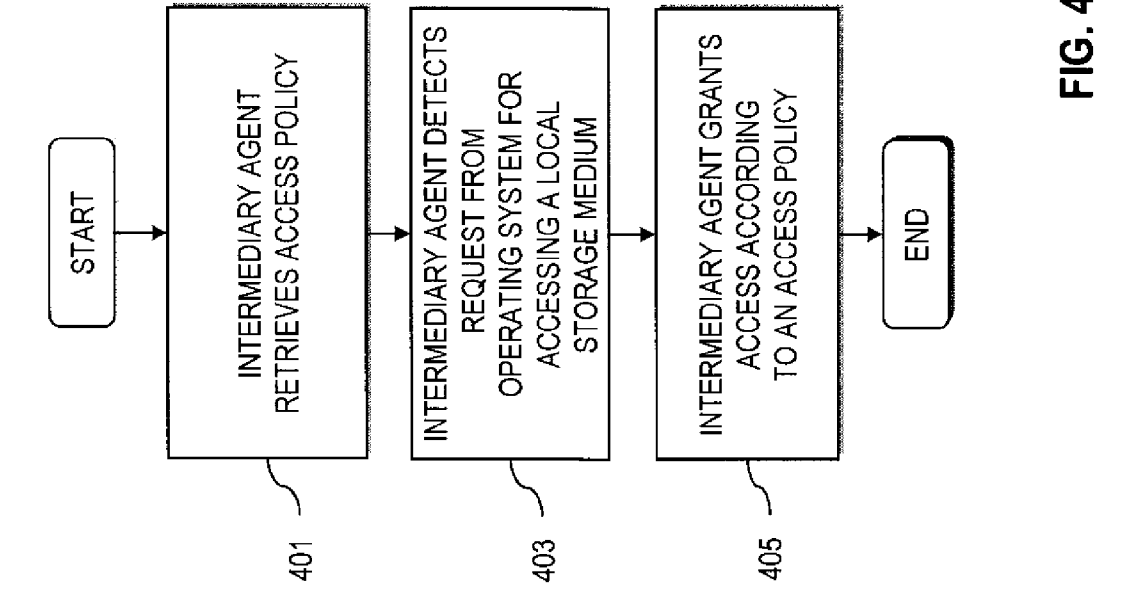 START
INTERMEDIARY AGENT
RETRIEVES ACCESS POLICY
401
INTERMEDIARY AGENT DETECTS
REQUEST FROM
OPERATING SYSTEM FOR
ACCESSING A LOCAL
STORAGE MEDIUM
403
INTERMEDIARY AGENT GRANTS
ACCESS ACCORDING
TO AN ACCESS POLICY
405
END
FIG. 4